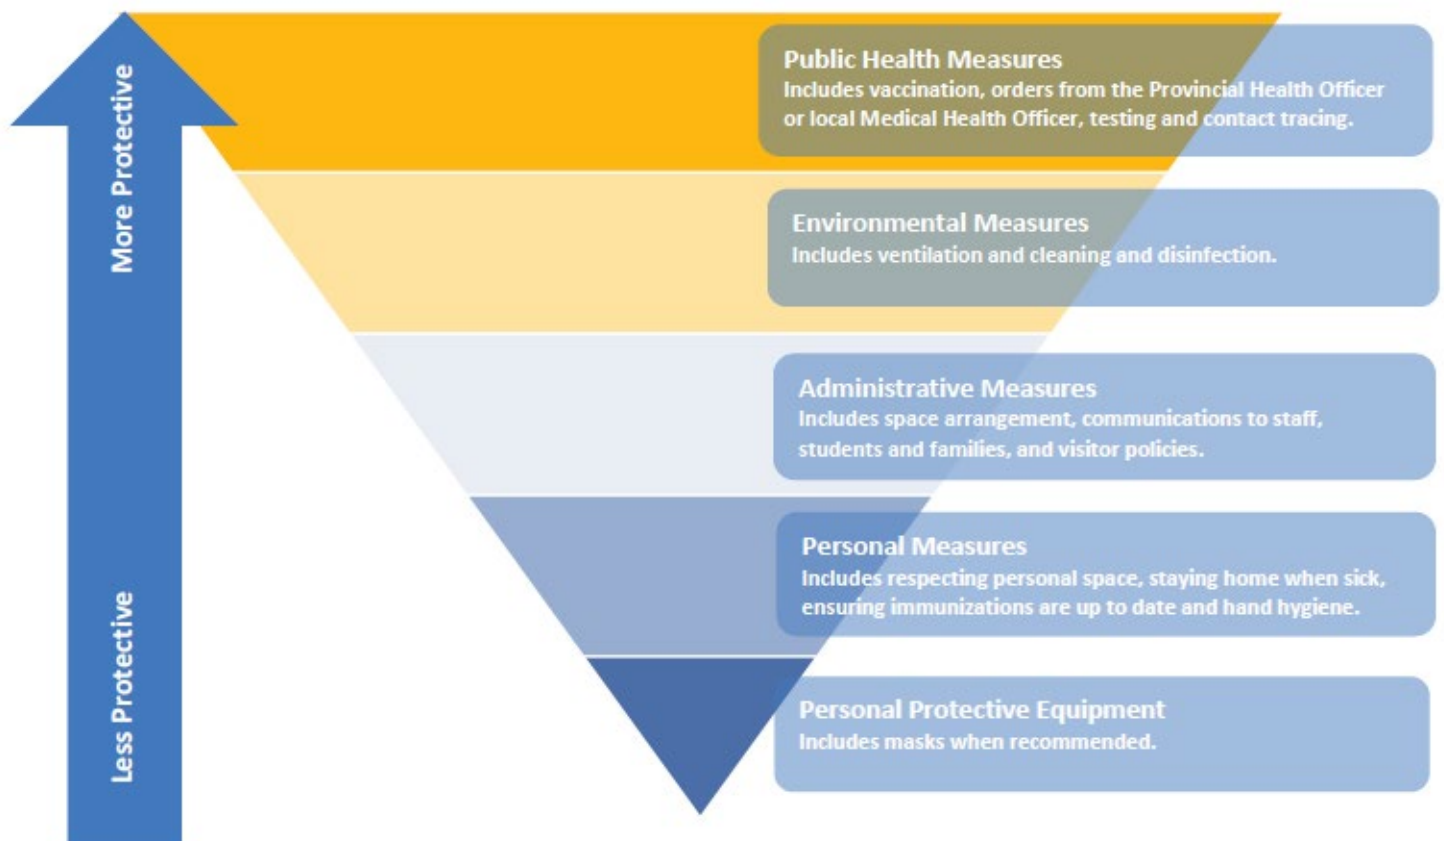 More Protective
Less Protective
Public Health Measures
Includes vaccination, orders from the Provincial Health Officer
or local Medical Health Officer, testing and contact tracing.
Environmental Measures
Includes ventilation and cleaning and disinfection.
Administrative Measures
Includes space arrangement, communications to staff,
students and families, and visitor policies.
Personal Measures
Includes respecting personal space, staying home when sick,
ensuring immunizations are up to date and hand hygiene.
Personal Protective Equipment
Includes masks when recommended.